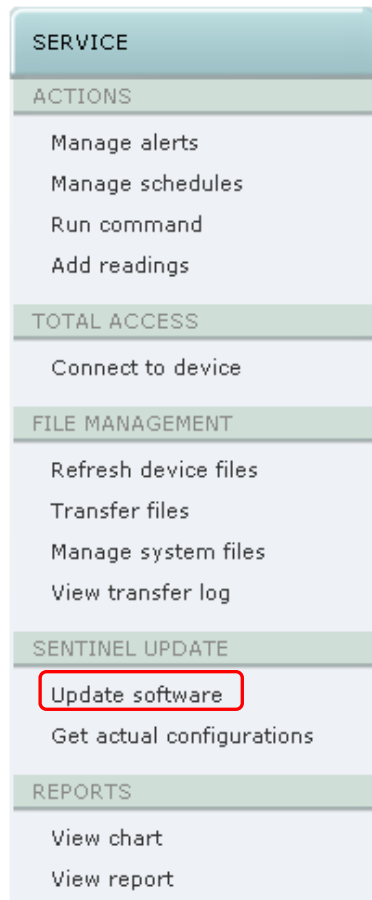 SERVICE
ACTIONS
Manage alerts
Manage schedules
Run command
Add readings
TOTAL ACCESS
Connect to device
FILE MANAGEMENT
Refresh device files
Transfer files
Manage system files
View transfer log
SENTINEL UPDATE
Update software
Get actual configurations
REPORTS
View chart
View report